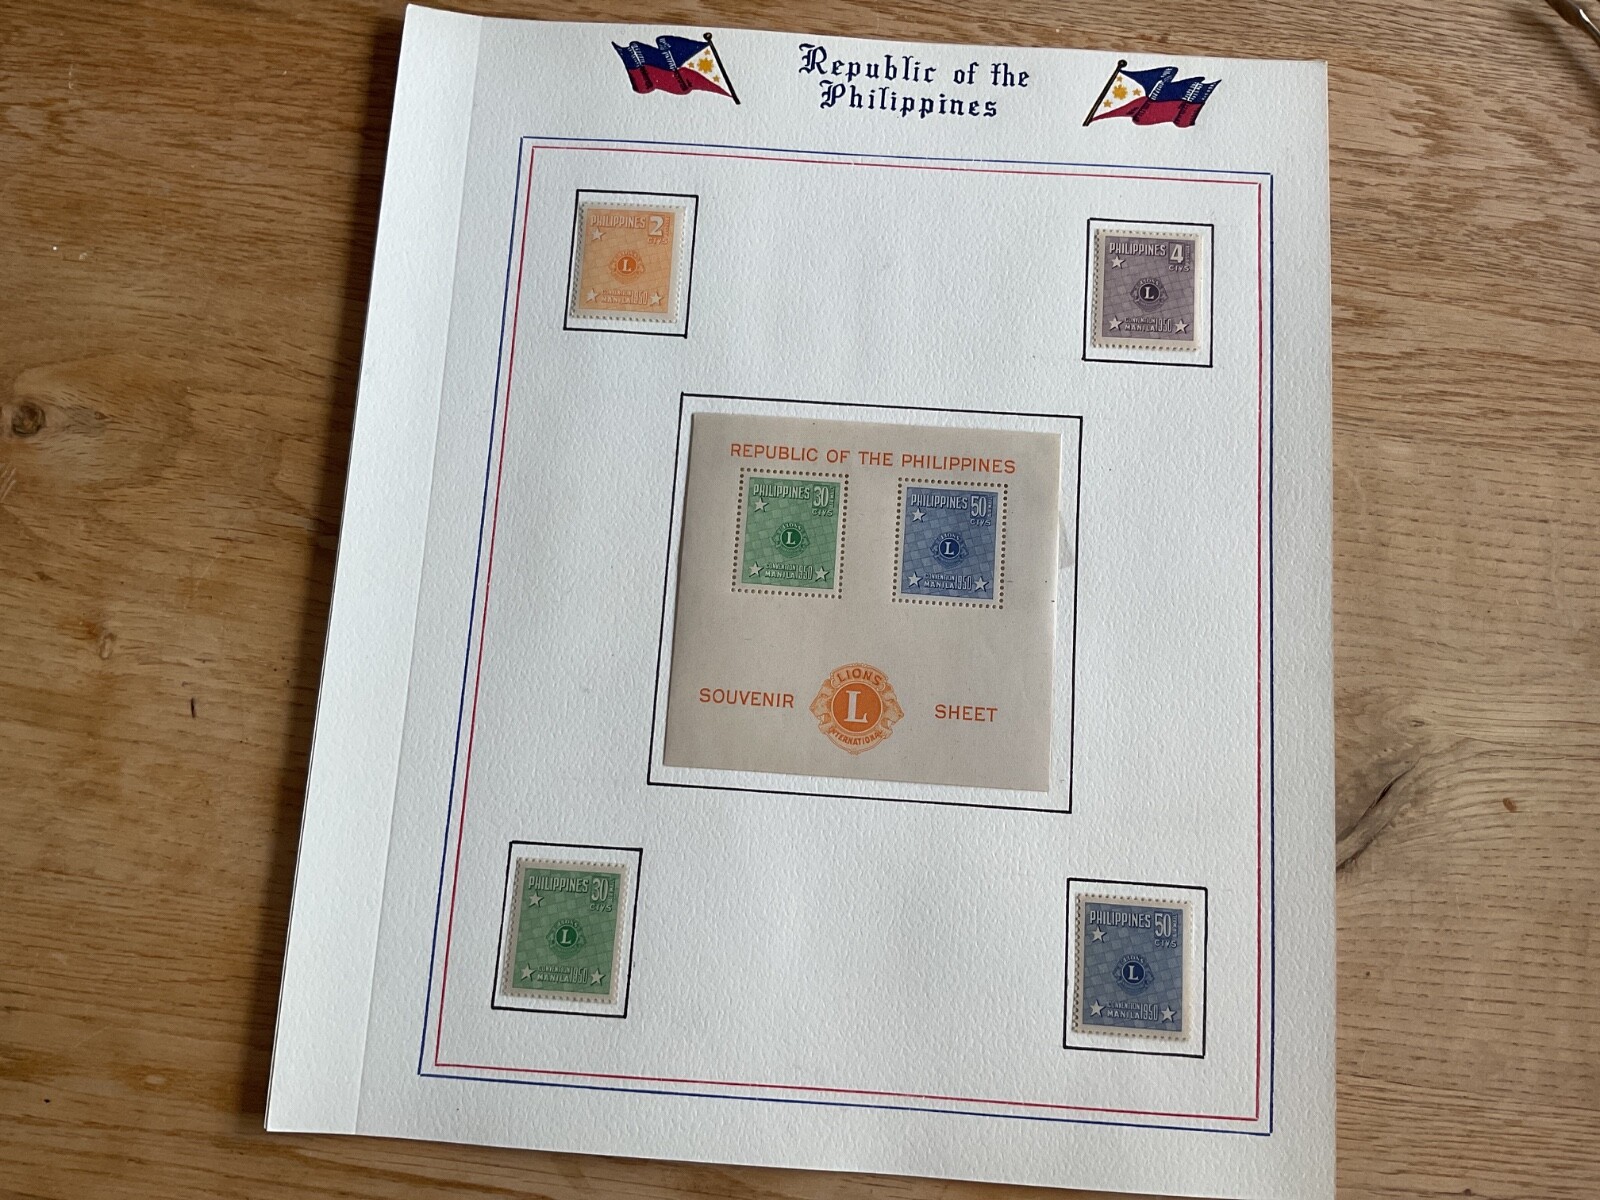 Republic of the
Philippines
PHILIPPINES 2
CTVS
L
CONVENTION
MANILA 1950
PHILIPPINES 4
CTVS
LIONS
L
CONVENTION
MANILA 1950
REPUBLIC OF THE PHILIPPINES
PHILIPPINES 30
CTVS
LIONS
L
CONVENTION
MANILA 1950
PHILIPPINES 50
CTVS
LIONS
L
CONVENTION
MANILA 1950
SOUVENIR
LIONS
L
INTERNATIONAL
SHEET
PHILIPPINES 30
CTVS
LIONS
L
CONVENTION
MANILA 1950
PHILIPPINES 50
CTVS
LIONS
L
CONVENTION
MANILA 1950